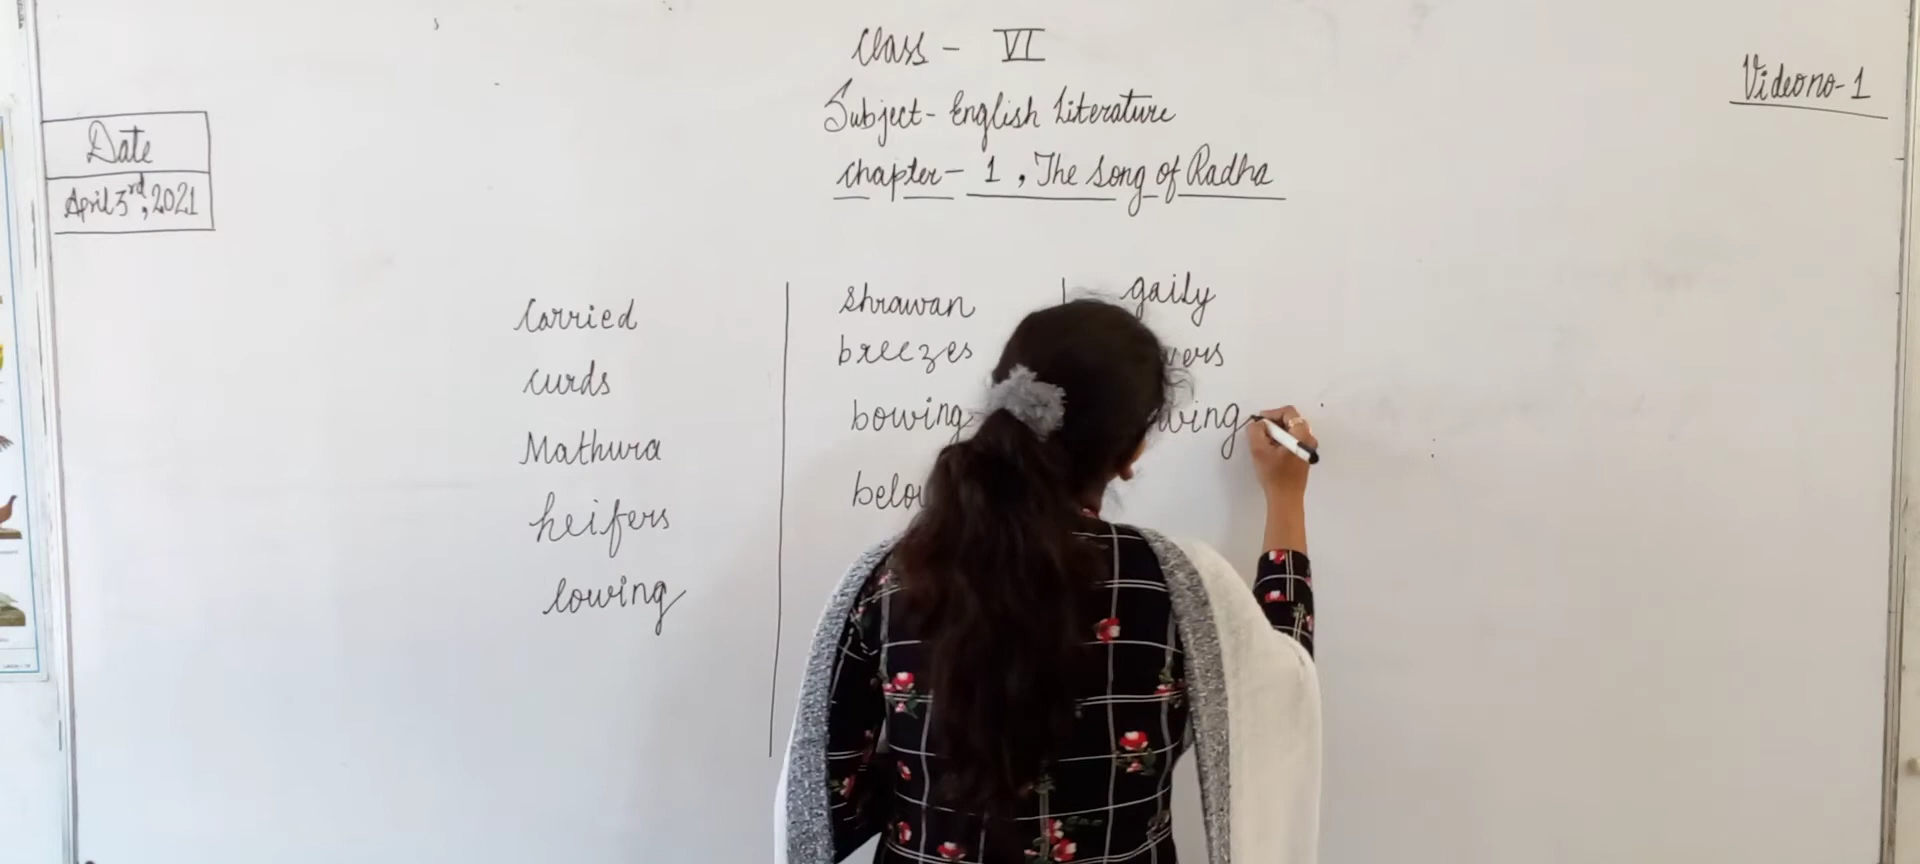 Class - VI
Subject - English Literature
Chapter - 1, The Song of Radha
Video no - 1
Date
April 3rd, 2021
Carried
curds
Mathura
heifers
lowing
Shrawan
breezes
bowing
gaily